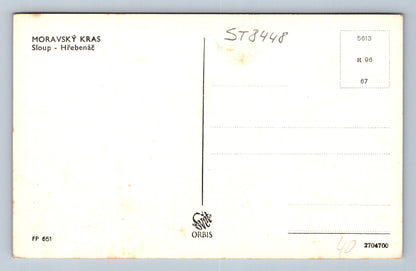 MORAVSKÝ KRAS
Sloup - Hřebenáč
ST8448
5613
R 96
67
ORBIS
FP 651
40
2704700